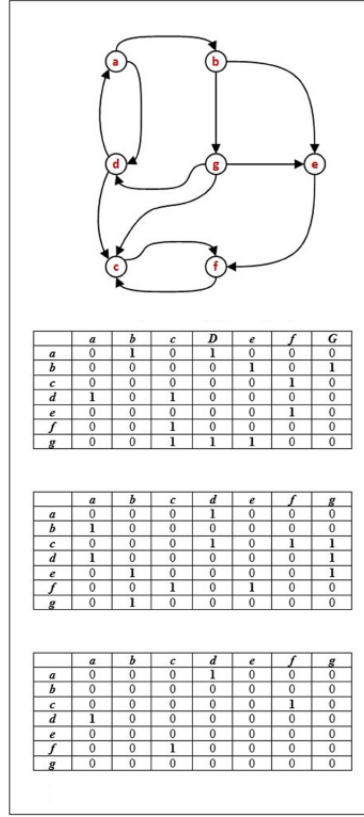 a b
d g e
c f
a b c D e f G
a 0 1 0 1 0 0 0
b 0 0 0 0 1 0 1
c 0 0 0 0 0 1 0
d 1 0 1 0 0 0 0
e 0 0 0 0 0 1 0
f 0 0 1 0 0 0 0
g 0 0 1 1 1 0 0
a b c d e f g
a 0 0 0 1 0 0 0
b 1 0 0 0 0 0 0
c 0 0 0 1 0 1 1
d 1 0 0 0 0 0 1
e 0 1 0 0 0 0 1
f 0 0 1 0 1 0 0
g 0 1 0 0 0 0 0
a b c d e f g
a 0 0 0 1 0 0 0
b 0 0 0 0 0 0 0
c 0 0 0 0 0 1 0
d 1 0 0 0 0 0 0
e 0 0 0 0 0 0 0
f 0 0 1 0 0 0 0
g 0 0 0 0 0 0 0